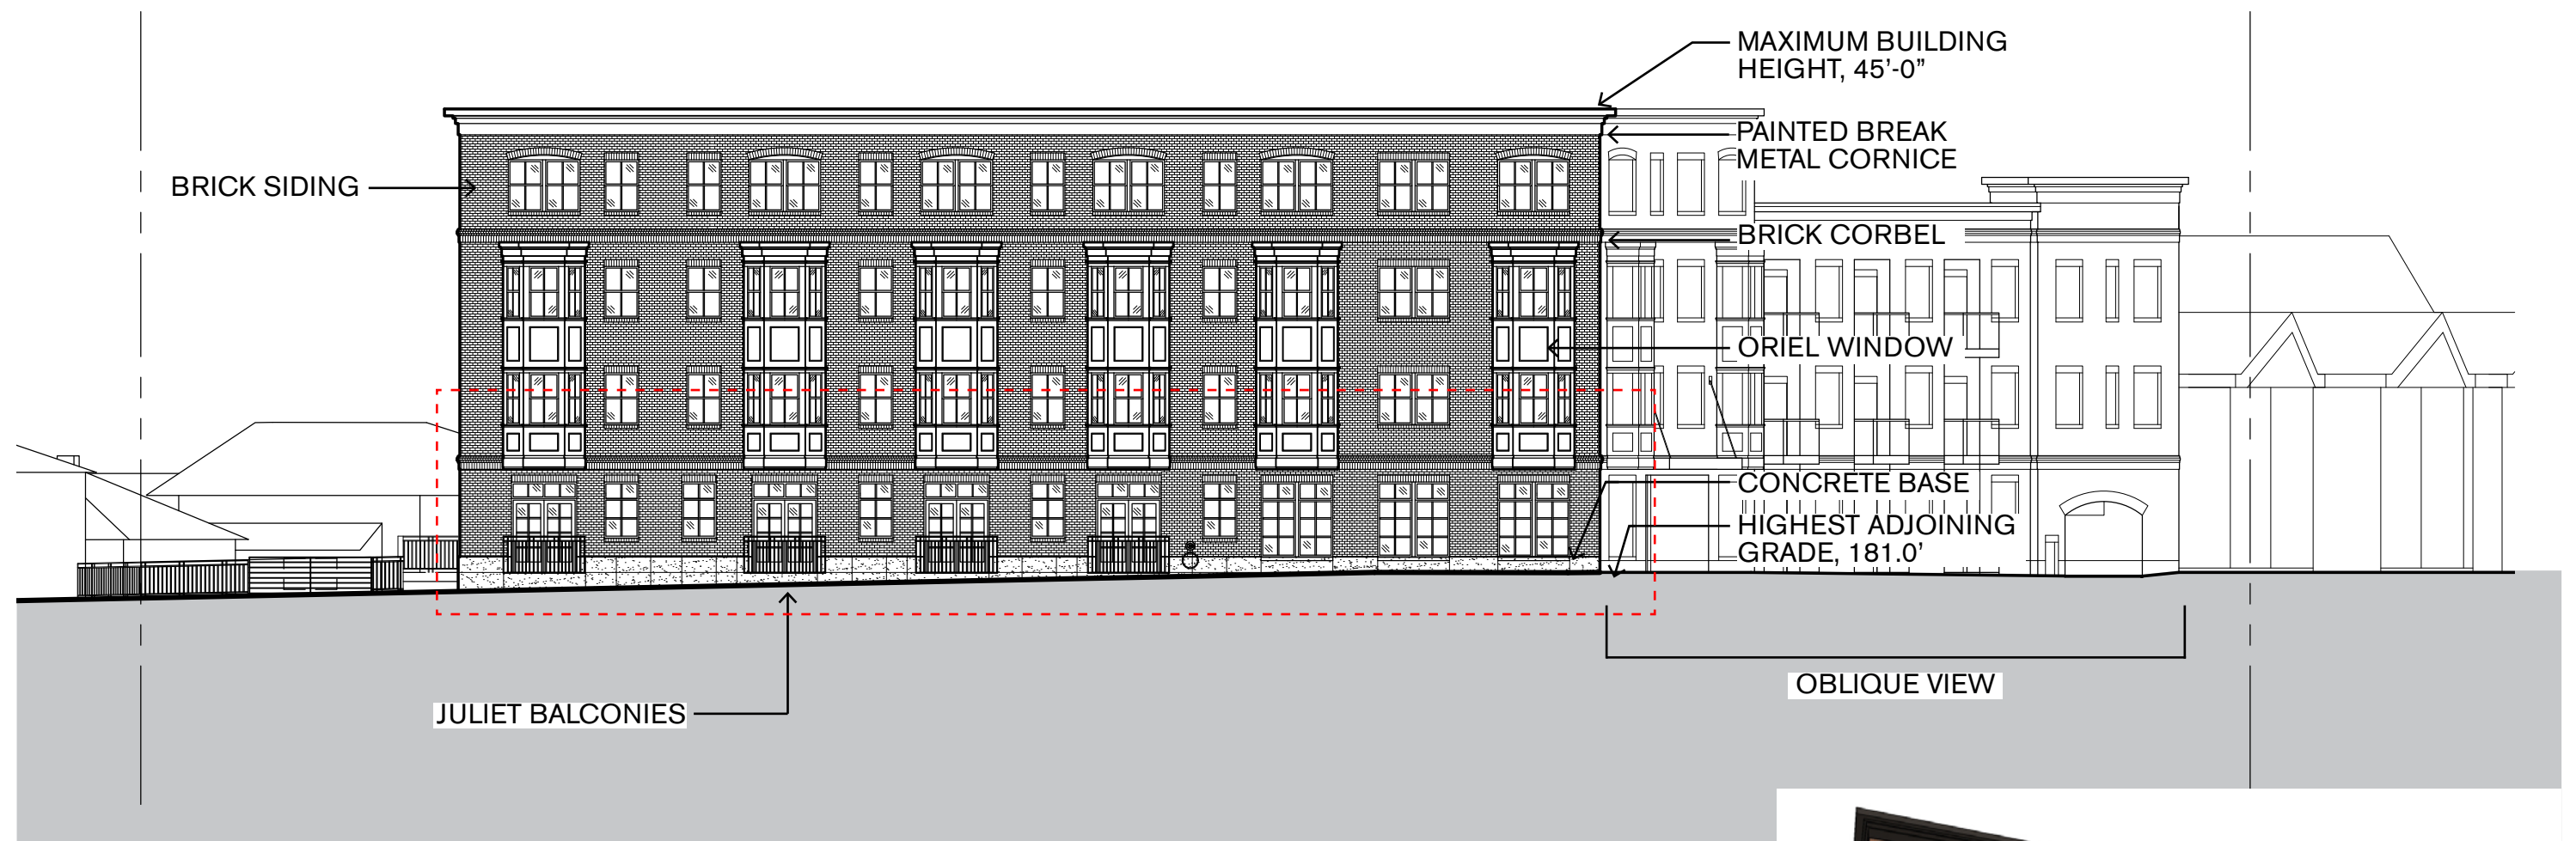 MAXIMUM BUILDING
HEIGHT, 45’-0”
PAINTED BREAK
METAL CORNICE
BRICK SIDING
BRICK CORBEL
ORIEL WINDOW
CONCRETE BASE
HIGHEST ADJOINING
GRADE, 181.0’
OBLIQUE VIEW
JULIET BALCONIES